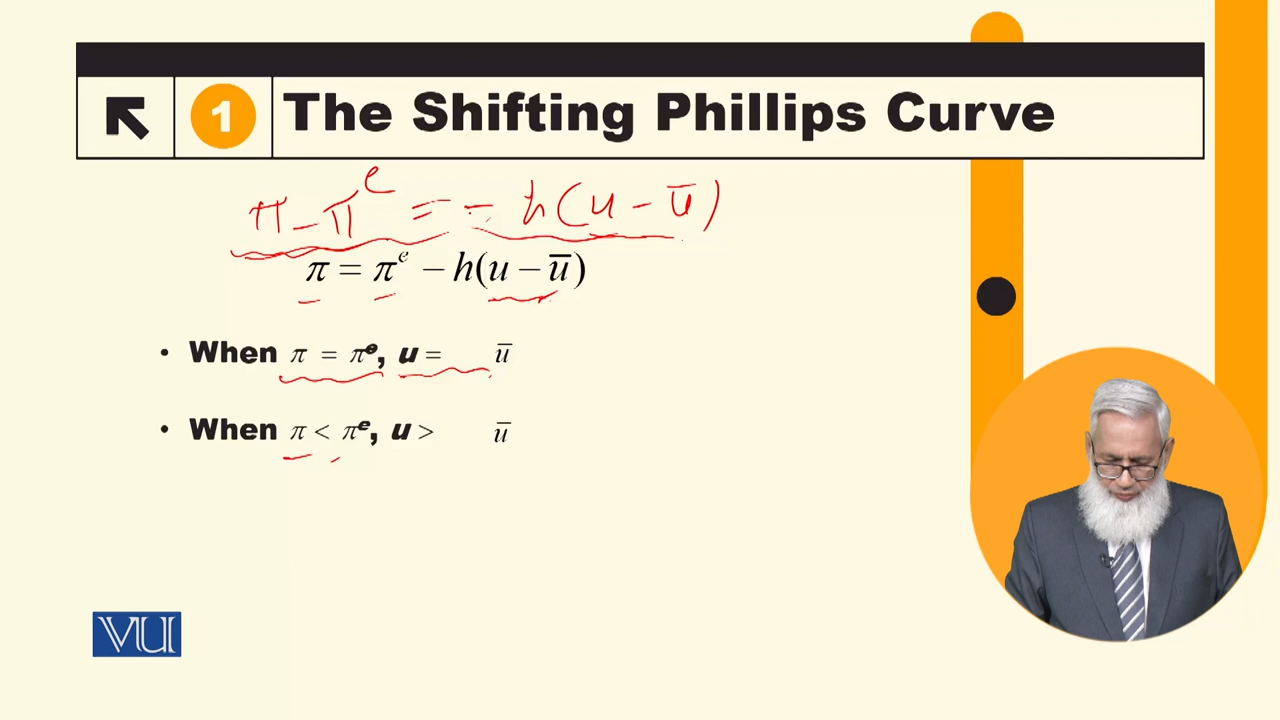 1 The Shifting Phillips Curve
π - π^e = - h(u - ū)
π = π^e − h(u − ū)
• When π = π^e, u = ū
• When π < π^e, u > ū
VU